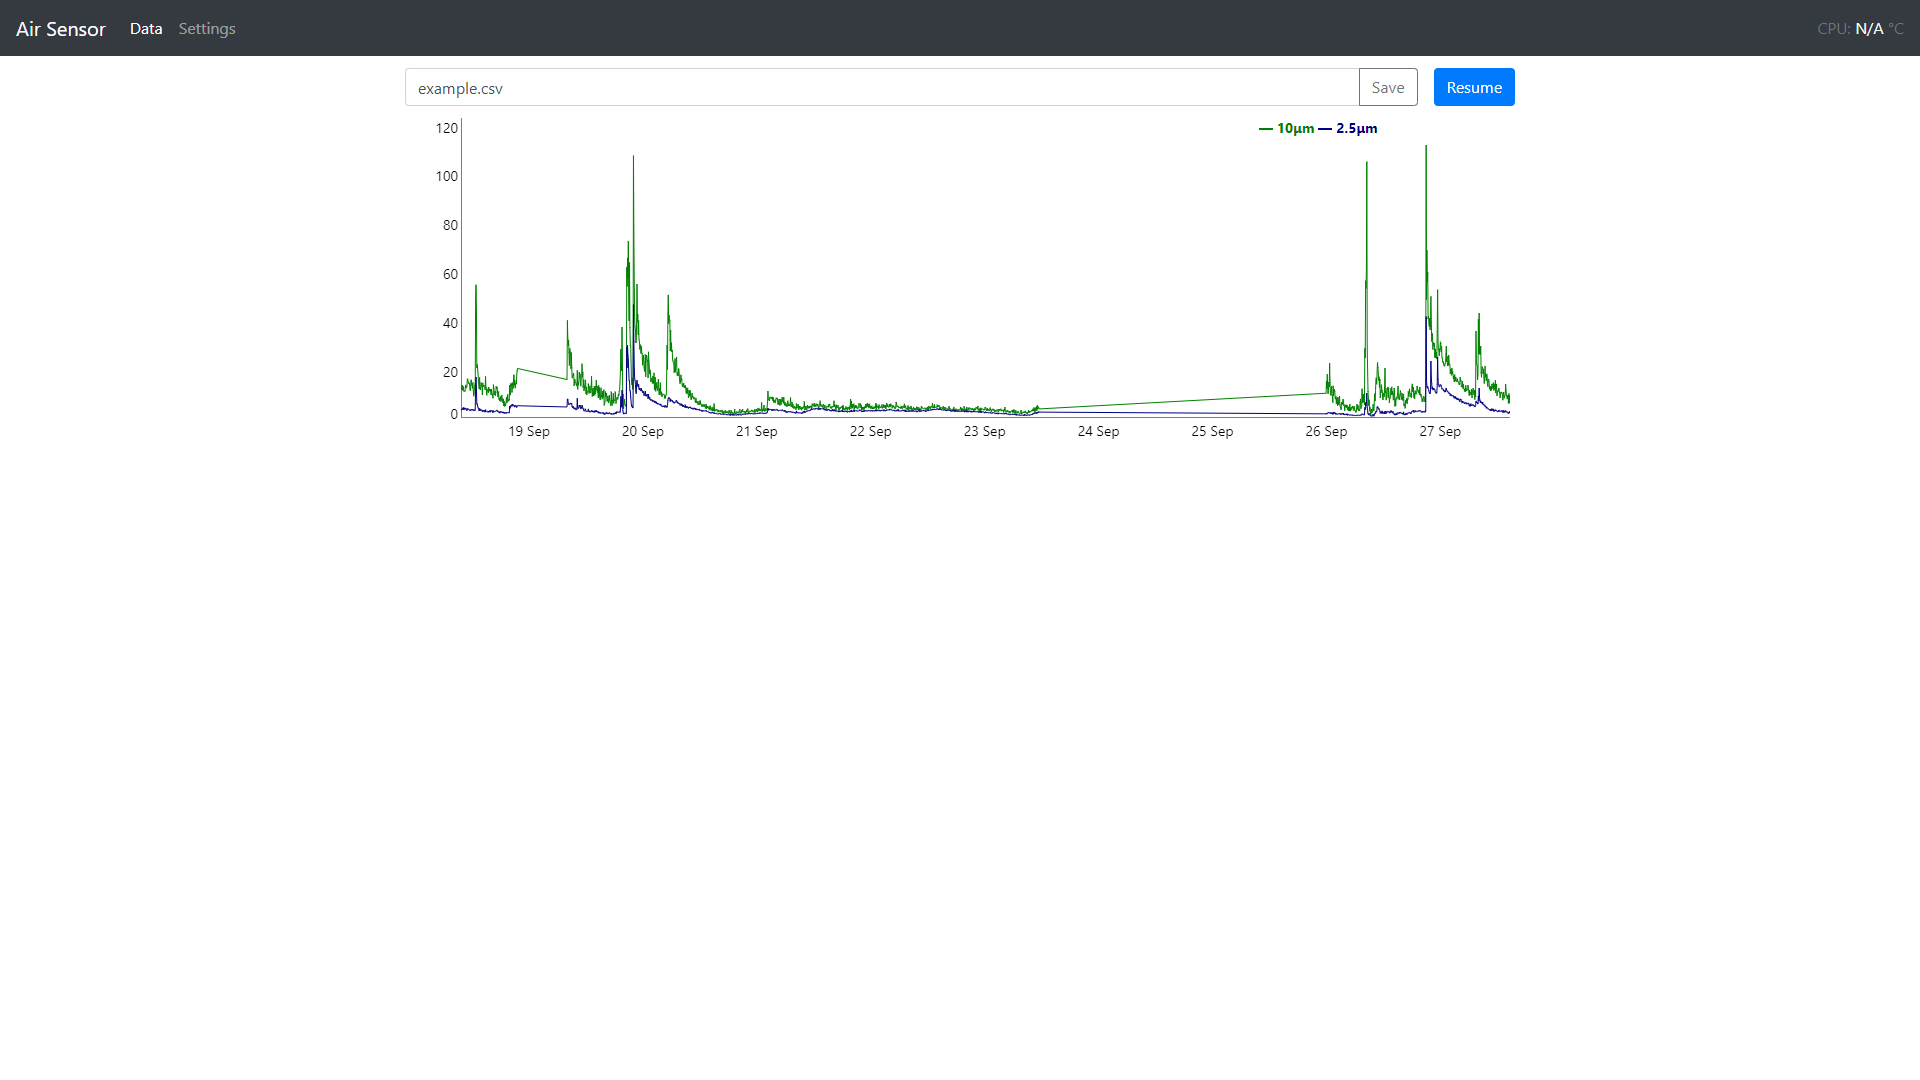 Air Sensor Data Settings CPU: N/A °C
example.csv Save Resume
10µm 2.5µm
120
100
80
60
40
20
0
19 Sep 20 Sep 21 Sep 22 Sep 23 Sep 24 Sep 25 Sep 26 Sep 27 Sep